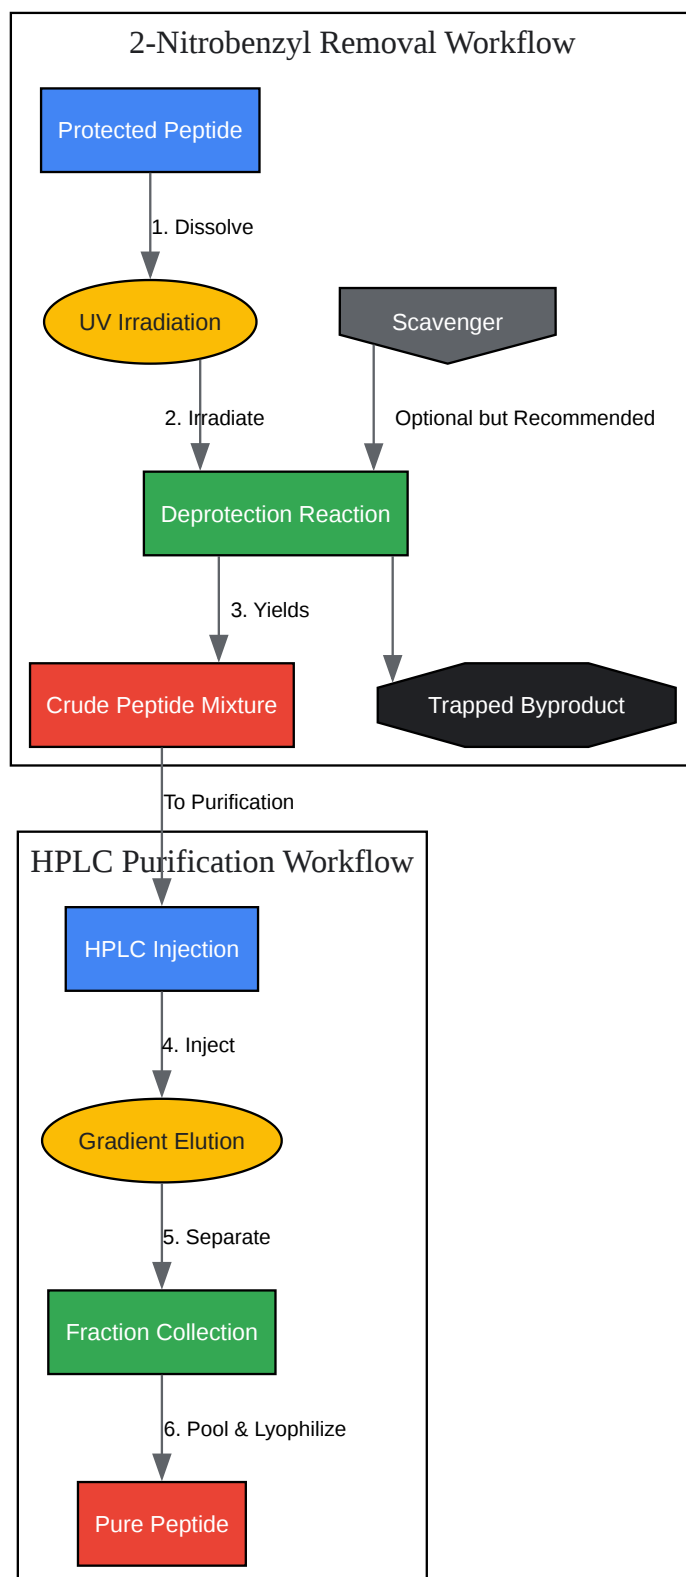 2-Nitrobenzyl Removal Workflow
Protected Peptide
1. Dissolve
UV Irradiation
Scavenger
2. Irradiate
Optional but Recommended
Deprotection Reaction
3. Yields
Crude Peptide Mixture
Trapped Byproduct
To Purification
HPLC Purification Workflow
HPLC Injection
4. Inject
Gradient Elution
5. Separate
Fraction Collection
6. Pool & Lyophilize
Pure Peptide